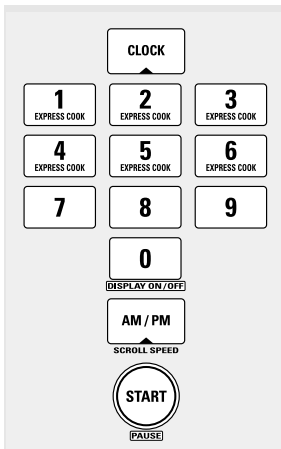 CLOCK
1 2 3
EXPRESS COOK EXPRESS COOK EXPRESS COOK
4 5 6
EXPRESS COOK EXPRESS COOK EXPRESS COOK
7 8 9
0
DISPLAY ON/OFF
AM/PM
SCROLL SPEED
START
PAUSE